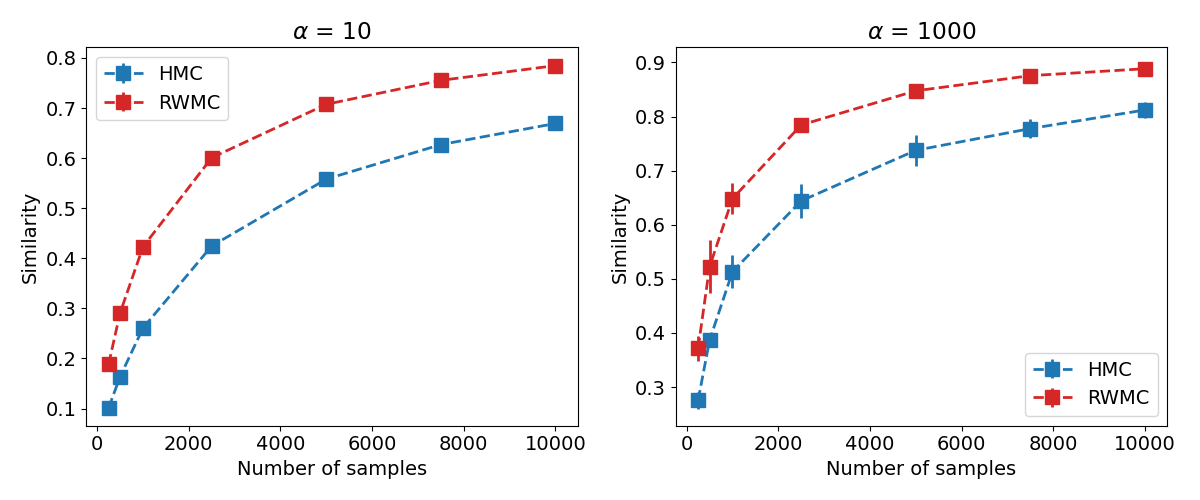 α = 10
HMC
RWMC
0.8
0.7
0.6
0.5
0.4
0.3
0.2
0.1
Similarity
0 2000 4000 6000 8000 10000
Number of samples
α = 1000
0.9
0.8
0.7
0.6
0.5
0.4
0.3
Similarity
HMC
RWMC
0 2000 4000 6000 8000 10000
Number of samples